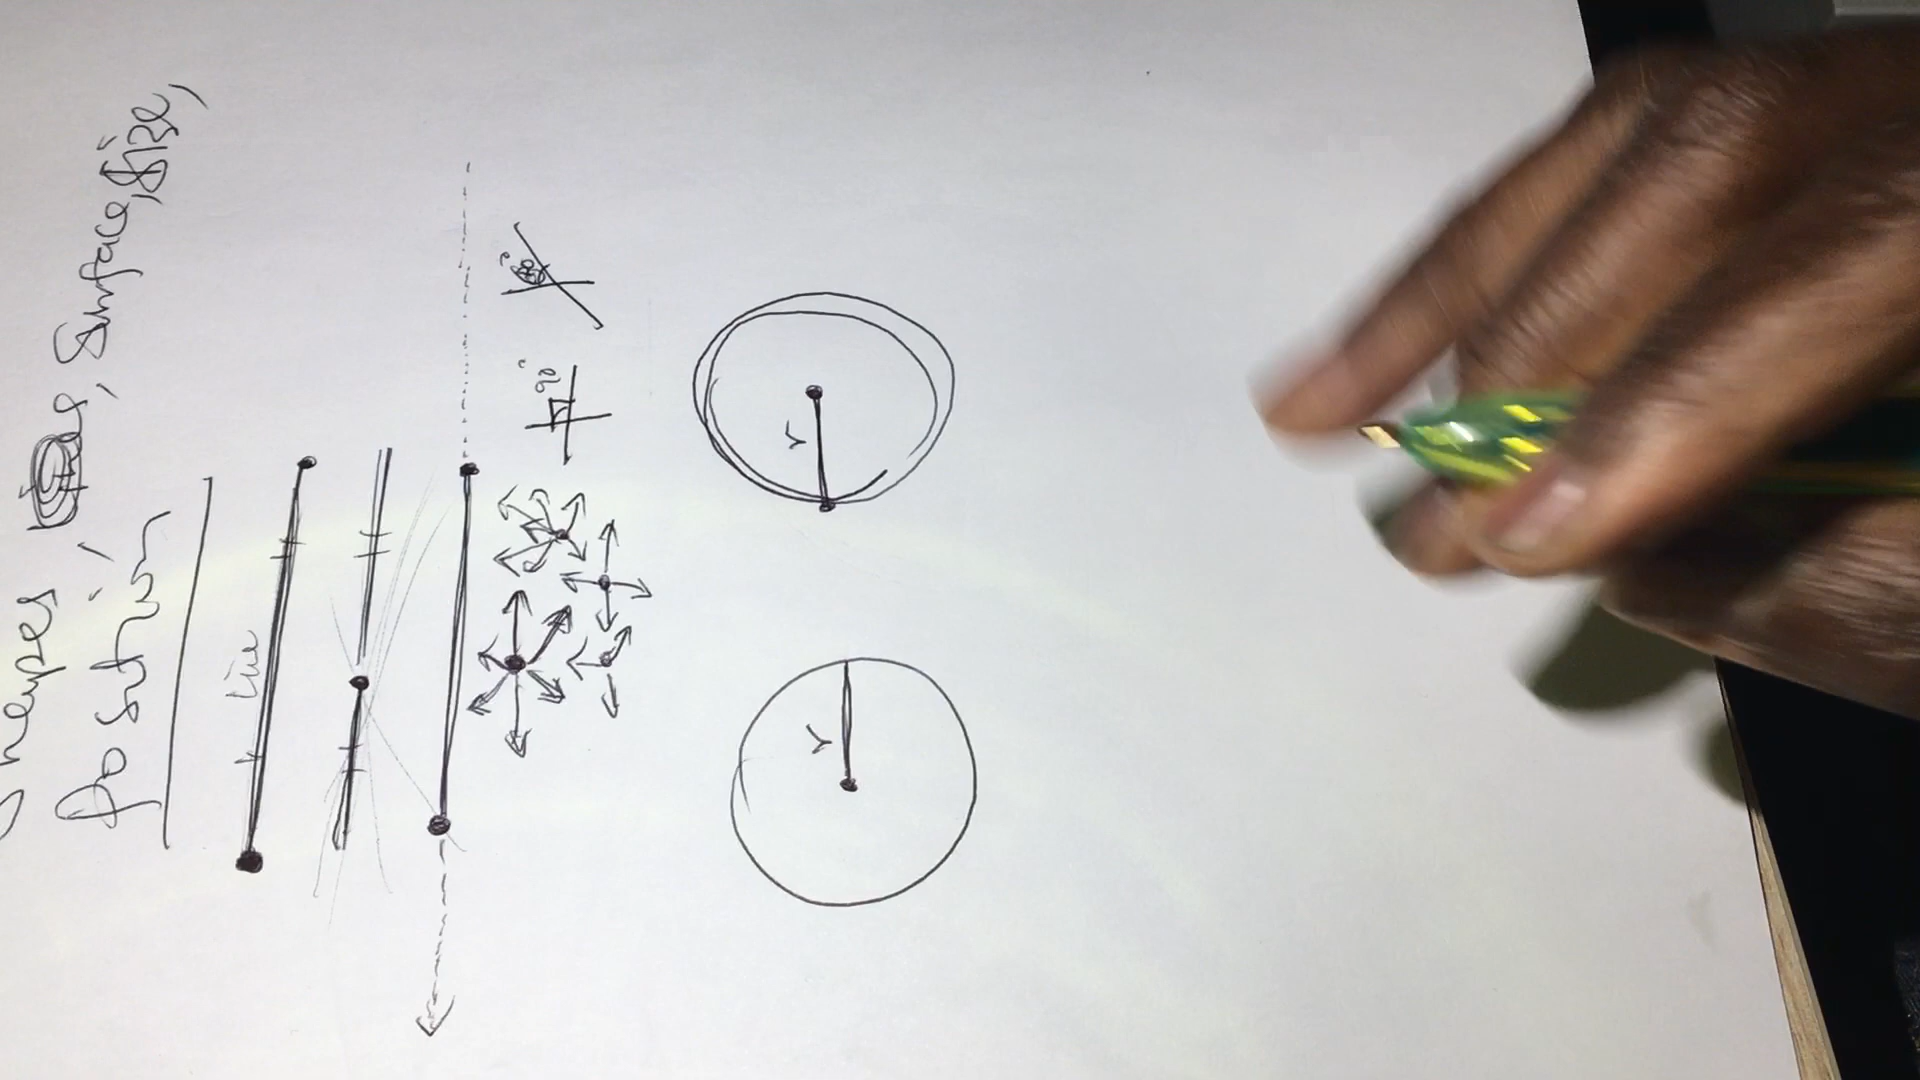 Shapes, Surface, Size,
Position
Line
90°
r
r